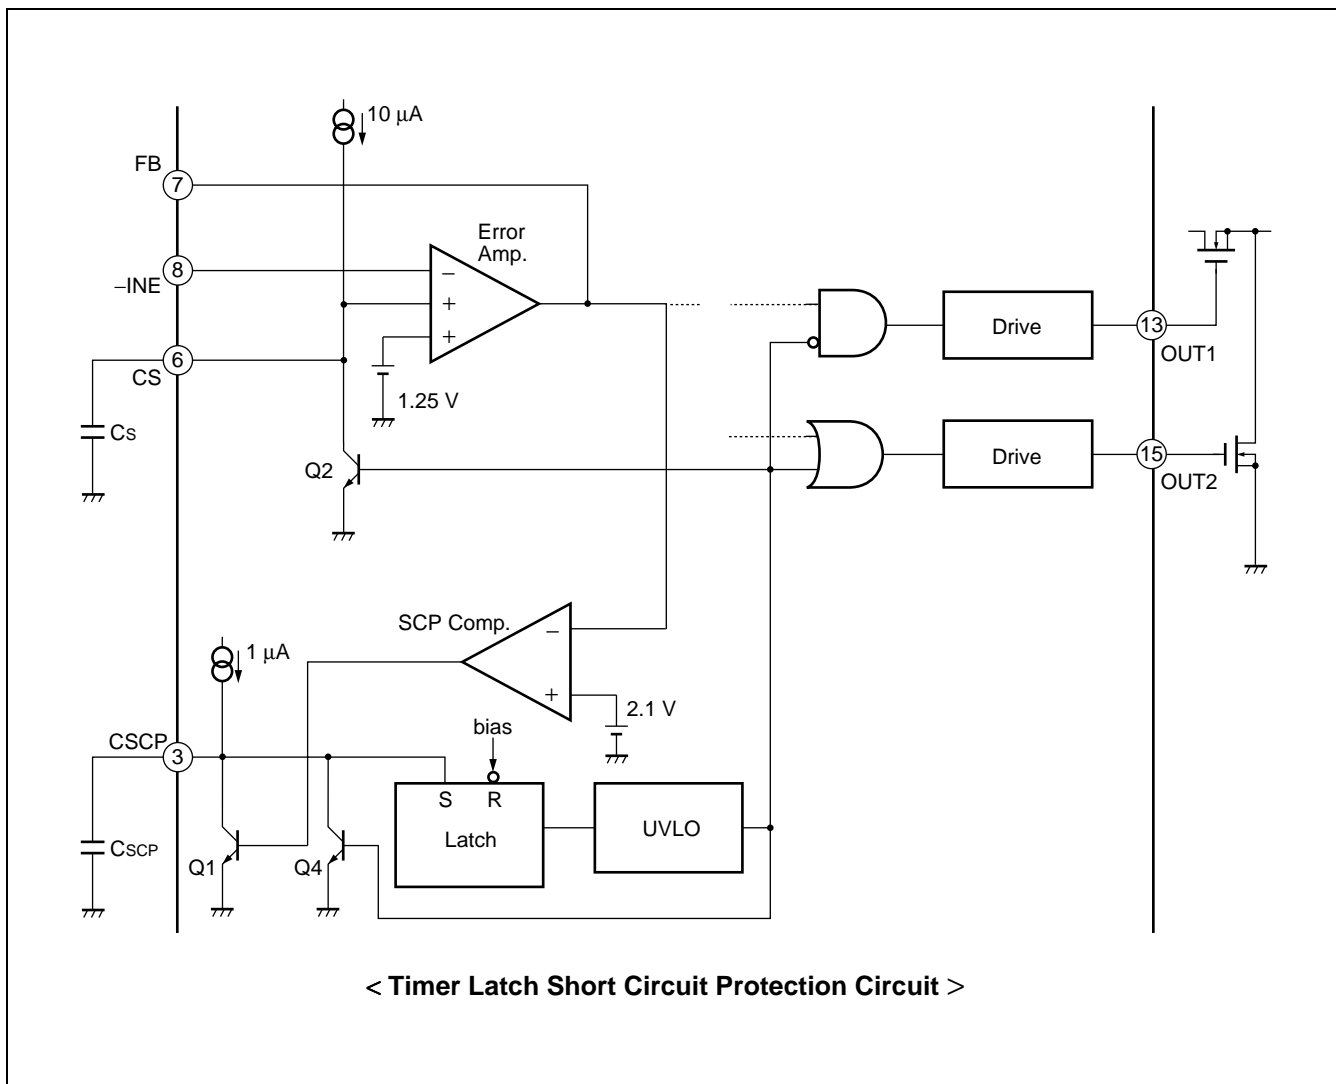 10 µA
FB
7
Error
Amp.
8
–INE
–
+
+
6
CS
1.25 V
CS
Q2
Drive
13
OUT1
Drive
15
OUT2
SCP Comp.
–
+
1 µA
2.1 V
bias
CSCP
3
S R
Latch
UVLO
CSCP
Q1
Q4
< Timer Latch Short Circuit Protection Circuit >